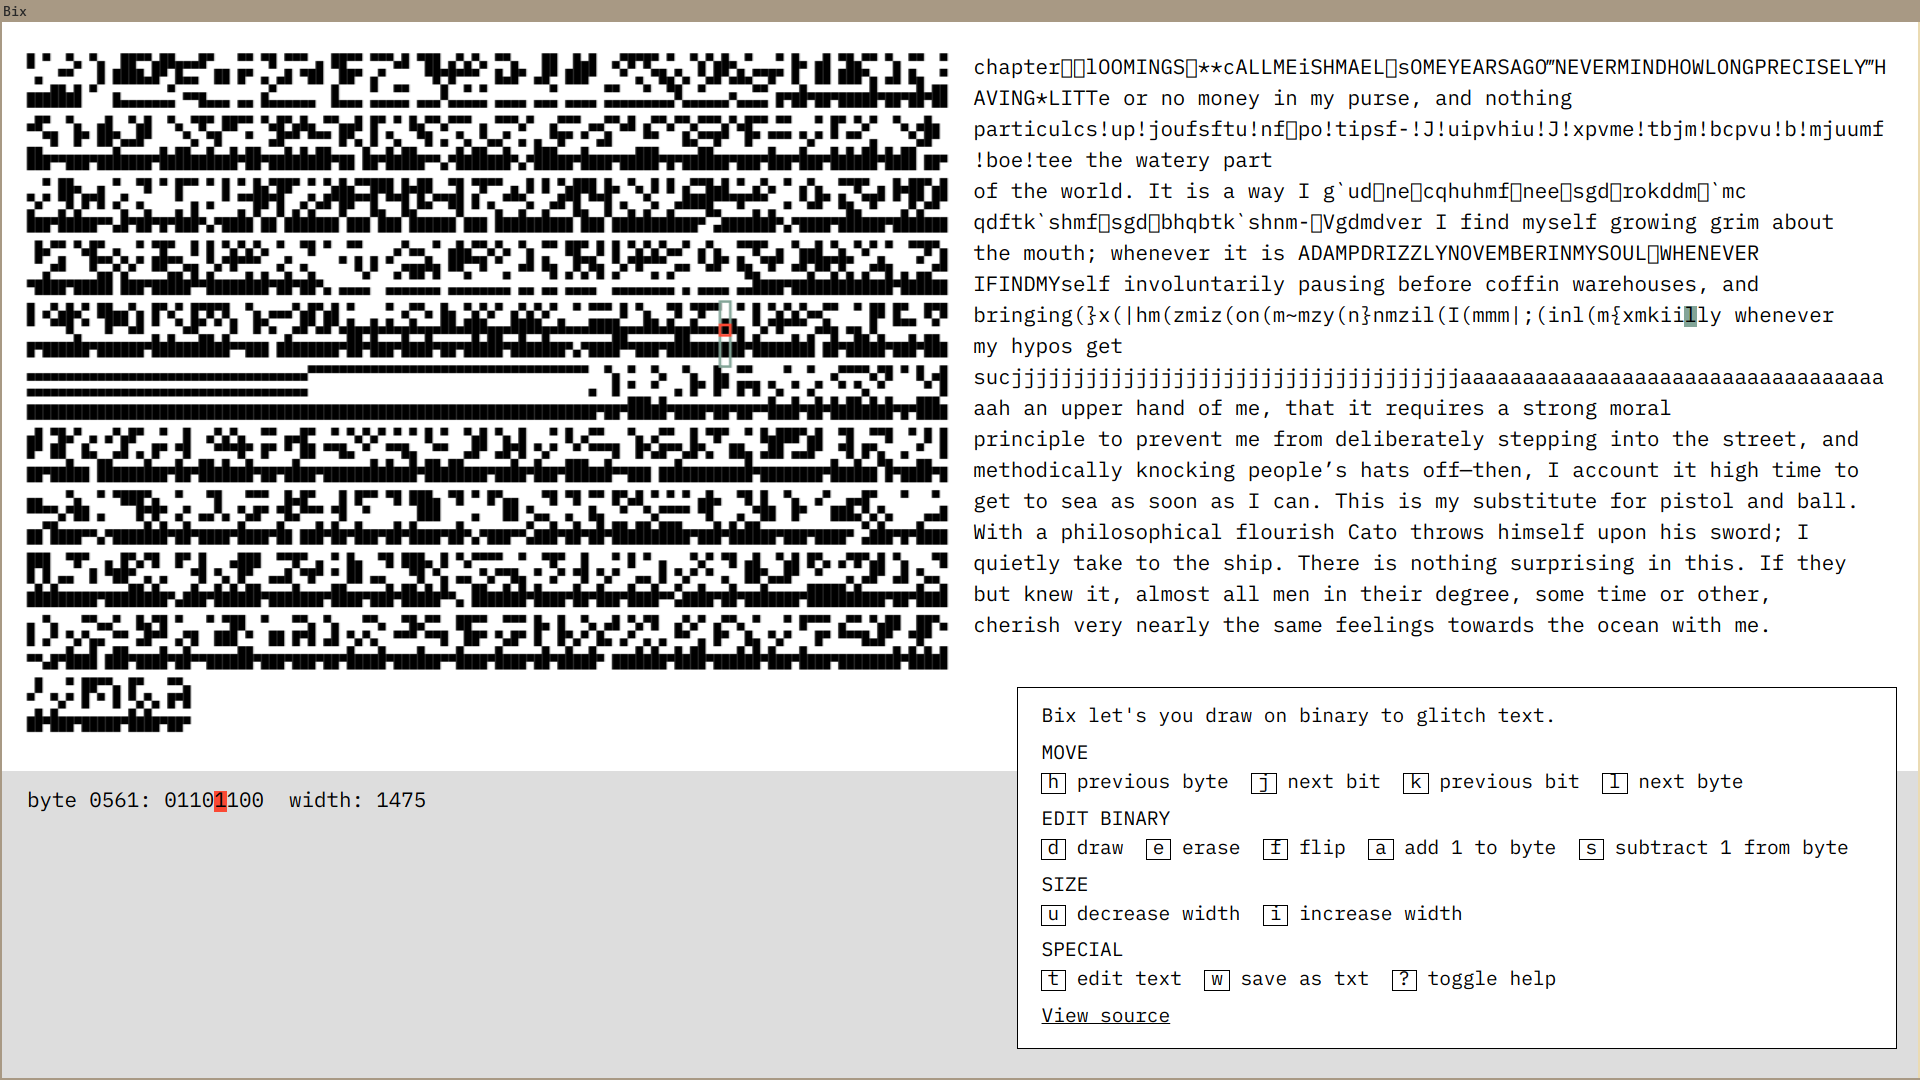 Bix
chapter▯▯lOOMINGS▯**cALLMEiSHMAEL▯sOMEYEARSAGO‴NEVERMINDHOWLONGPRECISELY‴H
AVING*LITTe or no money in my purse, and nothing
particulcs!up!joufsftu!nf▯po!tipsf-!J!uipvhiu!J!xpvme!tbjm!bcpvu!b!mjuumf
!boe!tee the watery part
of the world. It is a way I g`ud▯ne▯cqhuhmf▯nee▯sgd▯rokddm▯`mc
qdftk`shmf▯sgd▯bhqbtk`shnm-▯Vgdmdver I find myself growing grim about
the mouth; whenever it is ADAMPDRIZZLYNOVEMBERINMYSOUL▯WHENEVER
IFINDMYself involuntarily pausing before coffin warehouses, and
bringing(}x(|hm(zmiz(on(m~mzy(n}nmzil(I(mmm|;(inl(m{xmkiilly whenever
my hypos get
sucjjjjjjjjjjjjjjjjjjjjjjjjjjjjjjjjjjjjaaaaaaaaaaaaaaaaaaaaaaaaaaaaaaaaaa
aah an upper hand of me, that it requires a strong moral
principle to prevent me from deliberately stepping into the street, and
methodically knocking people’s hats off—then, I account it high time to
get to sea as soon as I can. This is my substitute for pistol and ball.
With a philosophical flourish Cato throws himself upon his sword; I
quietly take to the ship. There is nothing surprising in this. If they
but knew it, almost all men in their degree, some time or other,
cherish very nearly the same feelings towards the ocean with me.
byte 0561: 01101100 width: 1475
Bix let's you draw on binary to glitch text.
MOVE
h previous byte j next bit k previous bit l next byte
EDIT BINARY
d draw e erase f flip a add 1 to byte s subtract 1 from byte
SIZE
u decrease width i increase width
SPECIAL
t edit text w save as txt ? toggle help
View source